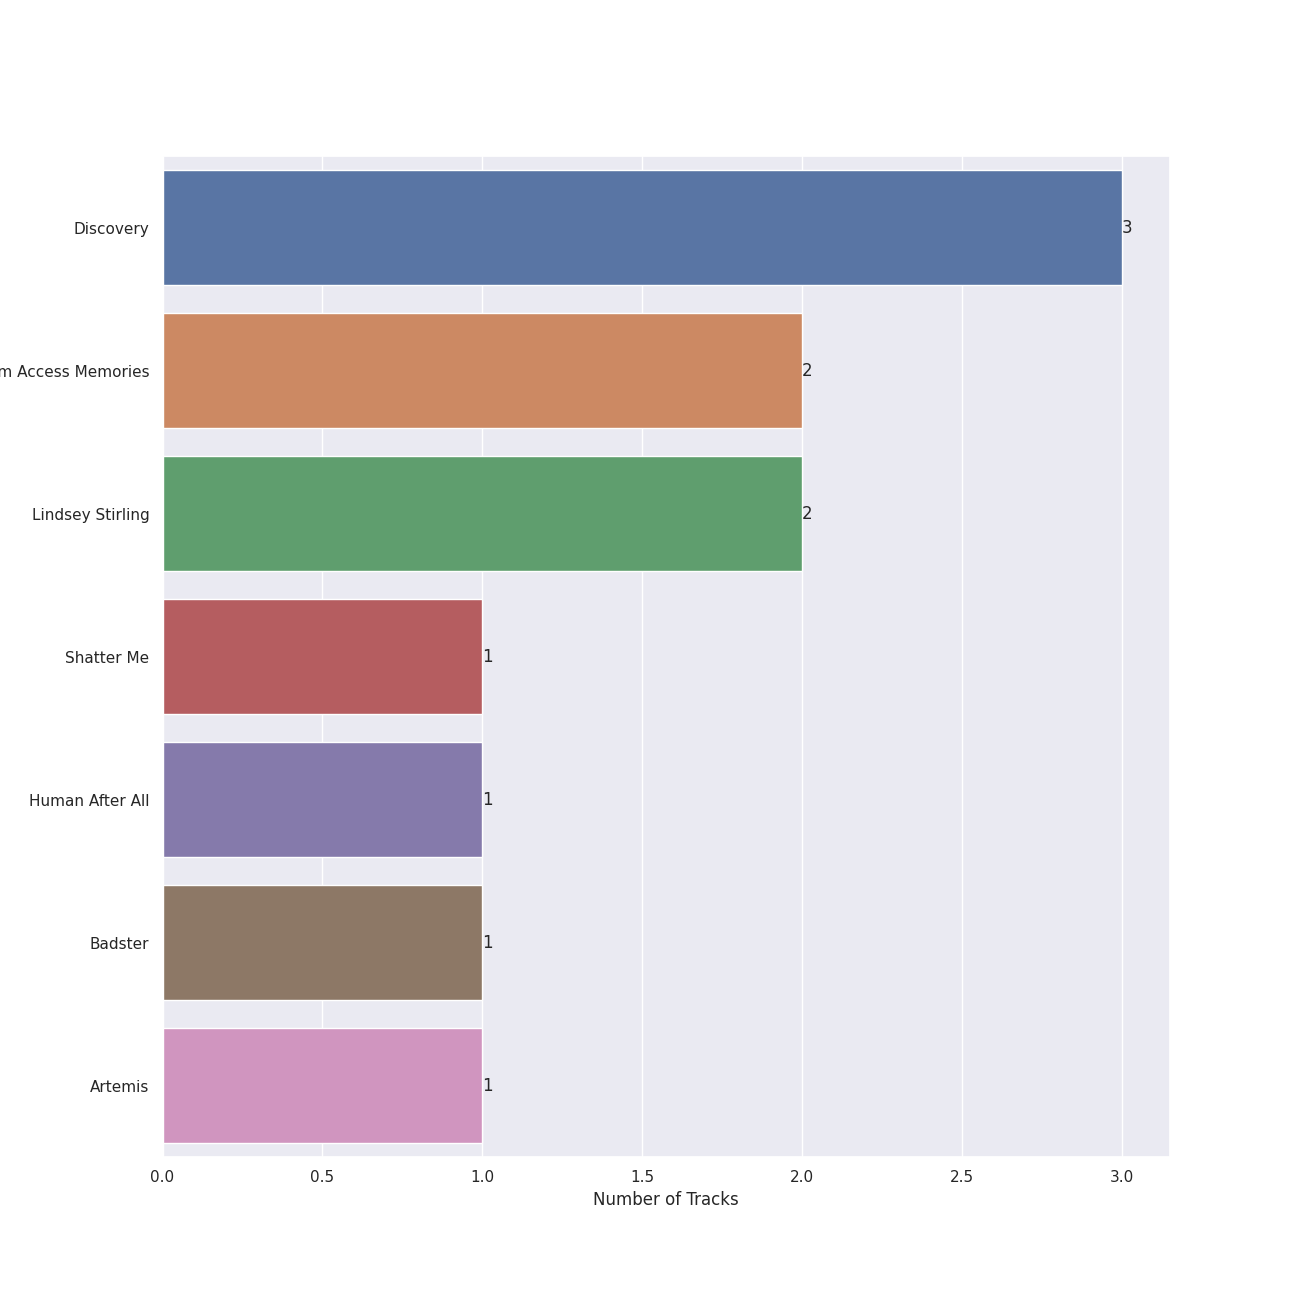 Discovery
3
m Access Memories
2
Lindsey Stirling
2
Shatter Me
1
Human After All
1
Badster
1
Artemis
1
0.0 0.5 1.0 1.5 2.0 2.5 3.0
Number of Tracks